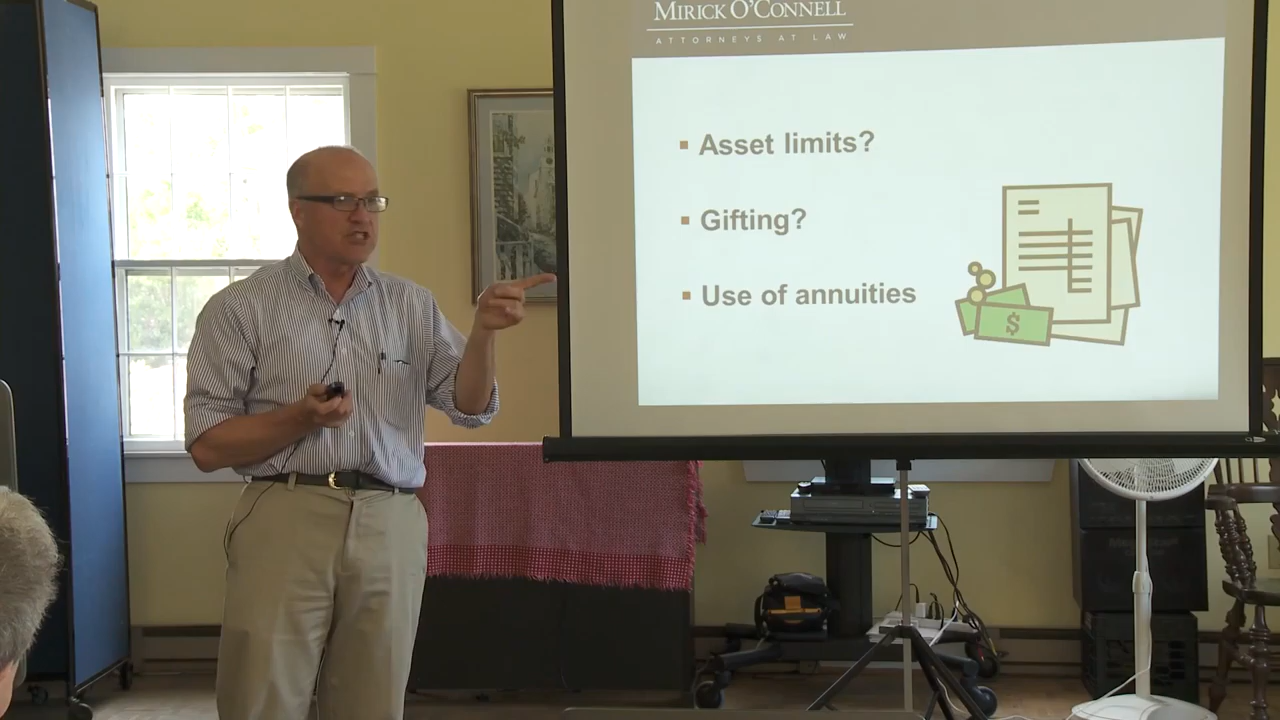 MIRICK O'CONNELL
ATTORNEYS AT LAW
Asset limits?
Gifting?
Use of annuities
$